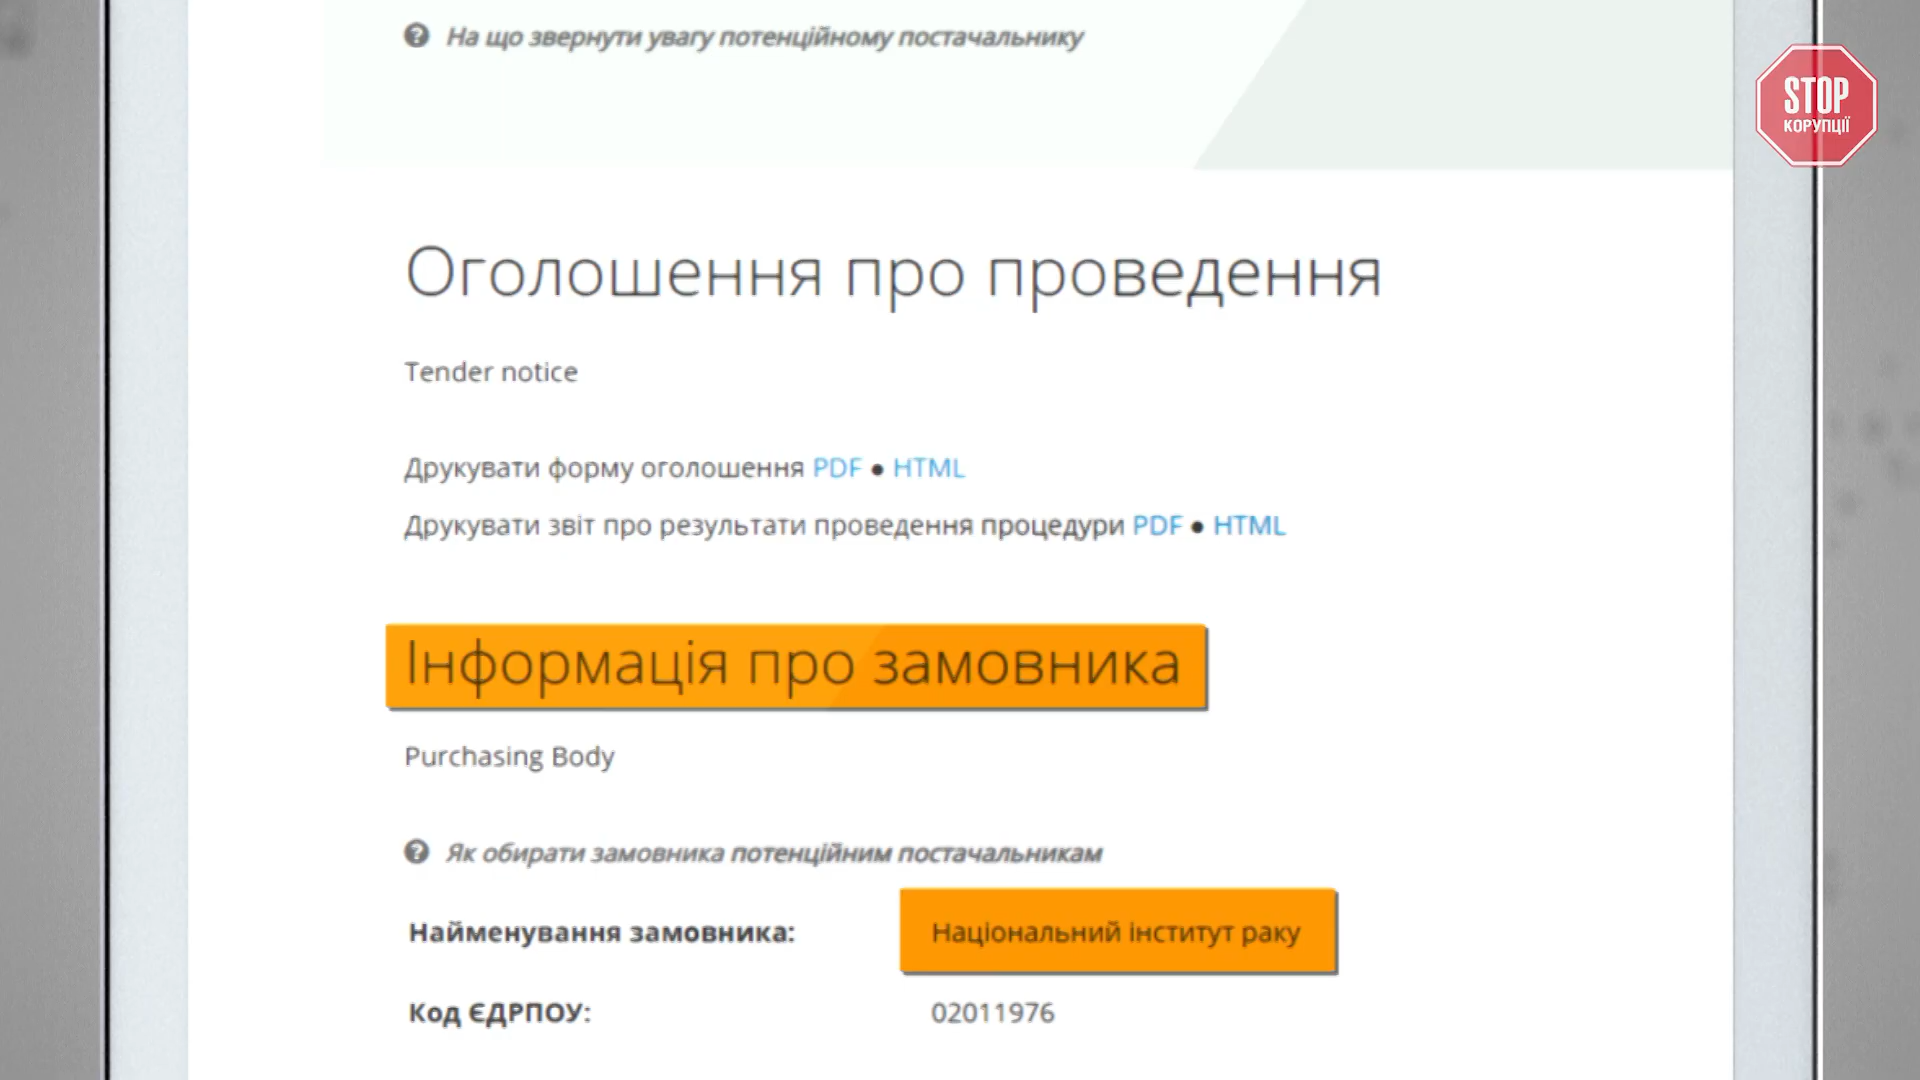 На що звернути увагу потенційному постачальнику
STOP
КОРУПЦІЇ
Оголошення про проведення
Tender notice
Друкувати форму оголошення PDF ● HTML
Друкувати звіт про результати проведення процедури PDF ● HTML
Інформація про замовника
Purchasing Body
Як обирати замовника потенційним постачальникам
Найменування замовника: Національний інститут раку
Код ЄДРПОУ: 02011976